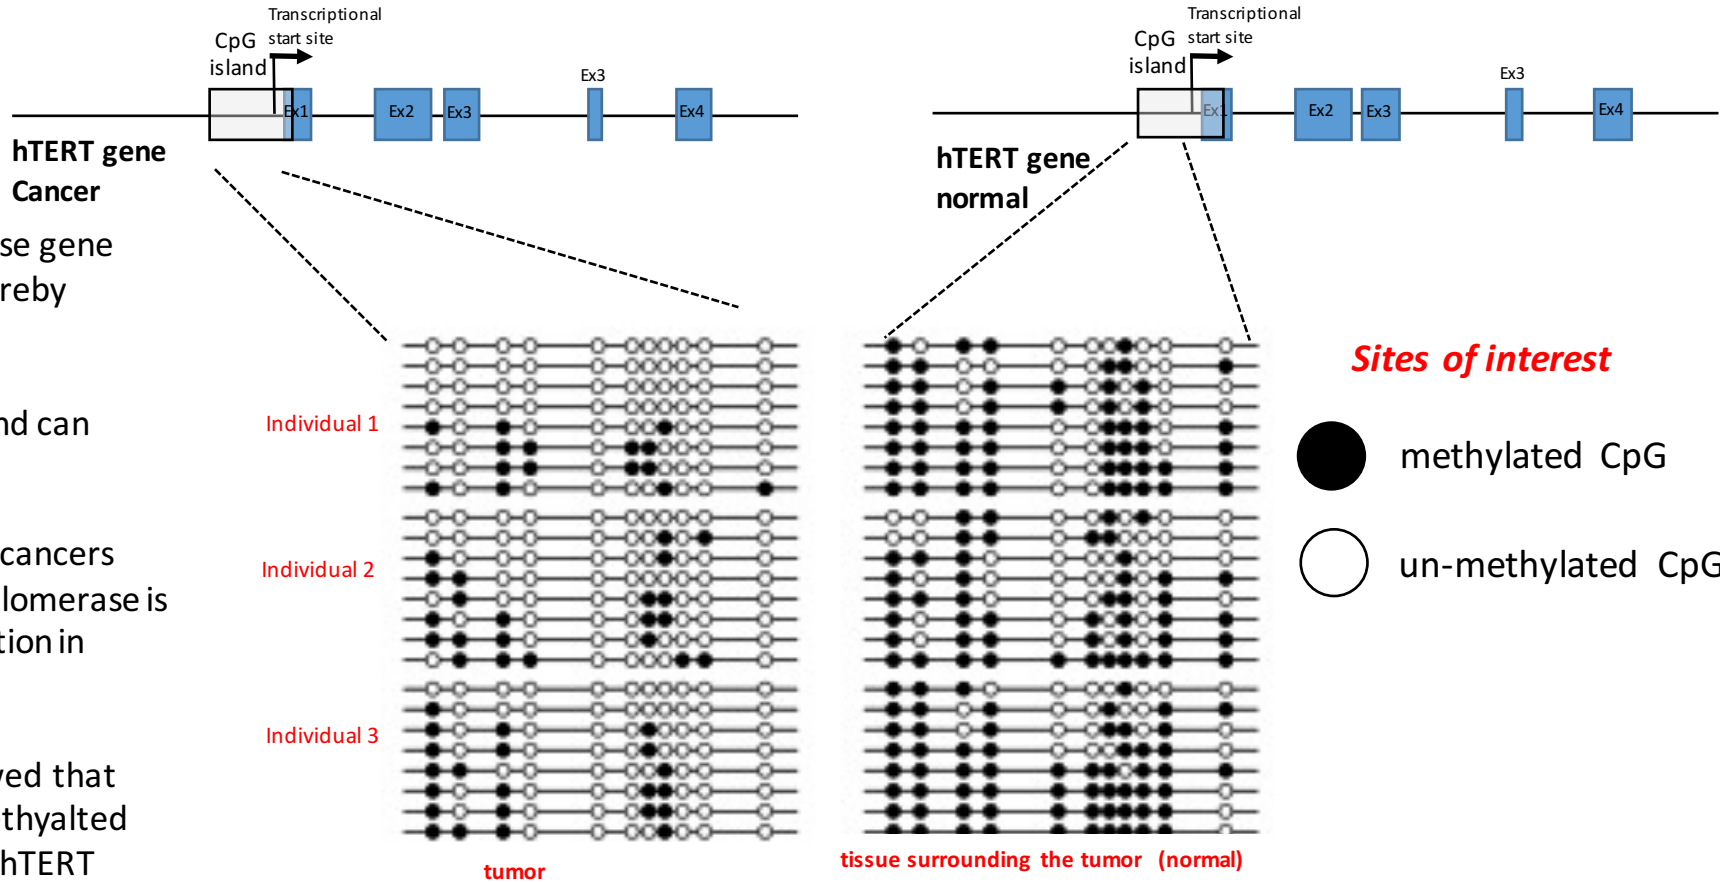 Transcriptional
start site
CpG
island
Ex3
Ex1
Ex2
Ex3
Ex4
hTERT gene
Cancer
Transcriptional
start site
CpG
island
Ex3
Ex1
Ex2
Ex3
Ex4
hTERT gene
normal
se gene
reby
nd can
cancers
lomerase is
tion in
ved that
thyalted
hTERT
Individual 1
Individual 2
Individual 3
tumor
tissue surrounding the tumor (normal)
Sites of interest
methylated CpG
un-methylated CpG